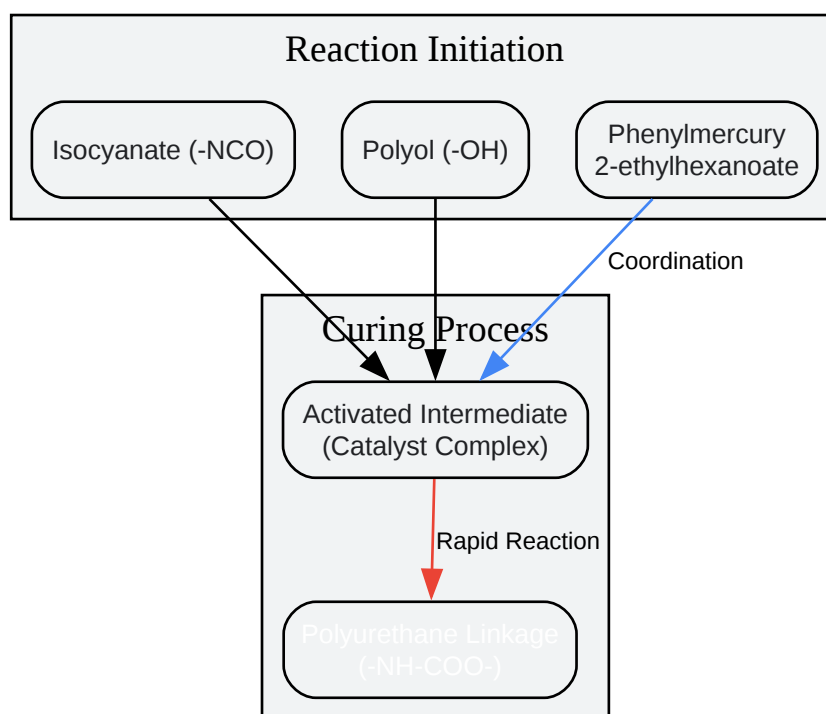 Reaction Initiation
Isocyanate (-NCO)
Polyol (-OH)
Phenylmercury
2-ethylhexanoate
Coordination
Curing Process
Activated Intermediate
(Catalyst Complex)
Rapid Reaction
Polyurethane Linkage
(-NH-COO-)